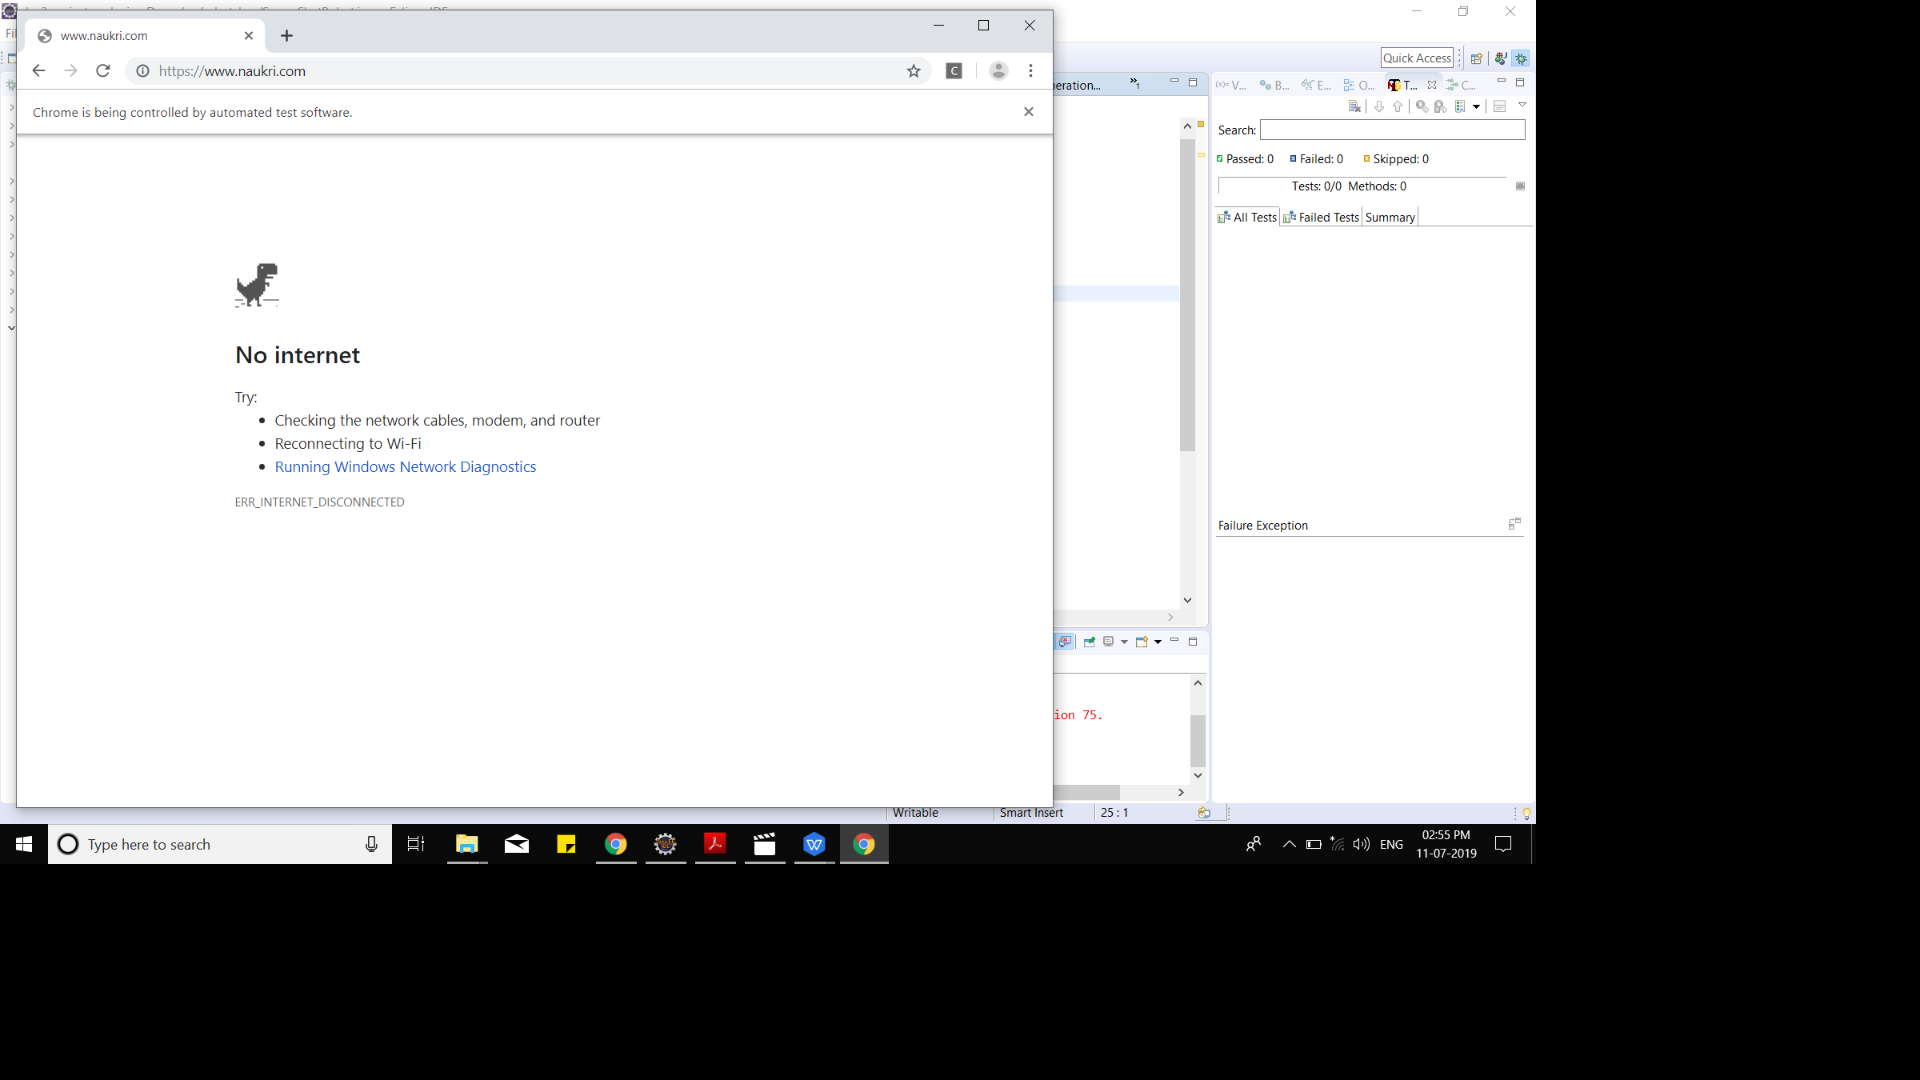 www.naukri.com
https://www.naukri.com
C
Chrome is being controlled by automated test software.
No internet
Try:
Checking the network cables, modem, and router
Reconnecting to Wi-Fi
Running Windows Network Diagnostics
ERR_INTERNET_DISCONNECTED
Quick Access
eration...
V...
B...
E...
O...
T...
C...
Search:
Passed: 0
Failed: 0
Skipped: 0
Tests: 0/0 Methods: 0
All Tests
Failed Tests
Summary
Failure Exception
ion 75.
Writable
Smart Insert
25 : 1
Type here to search
ENG
02:55 PM
11-07-2019